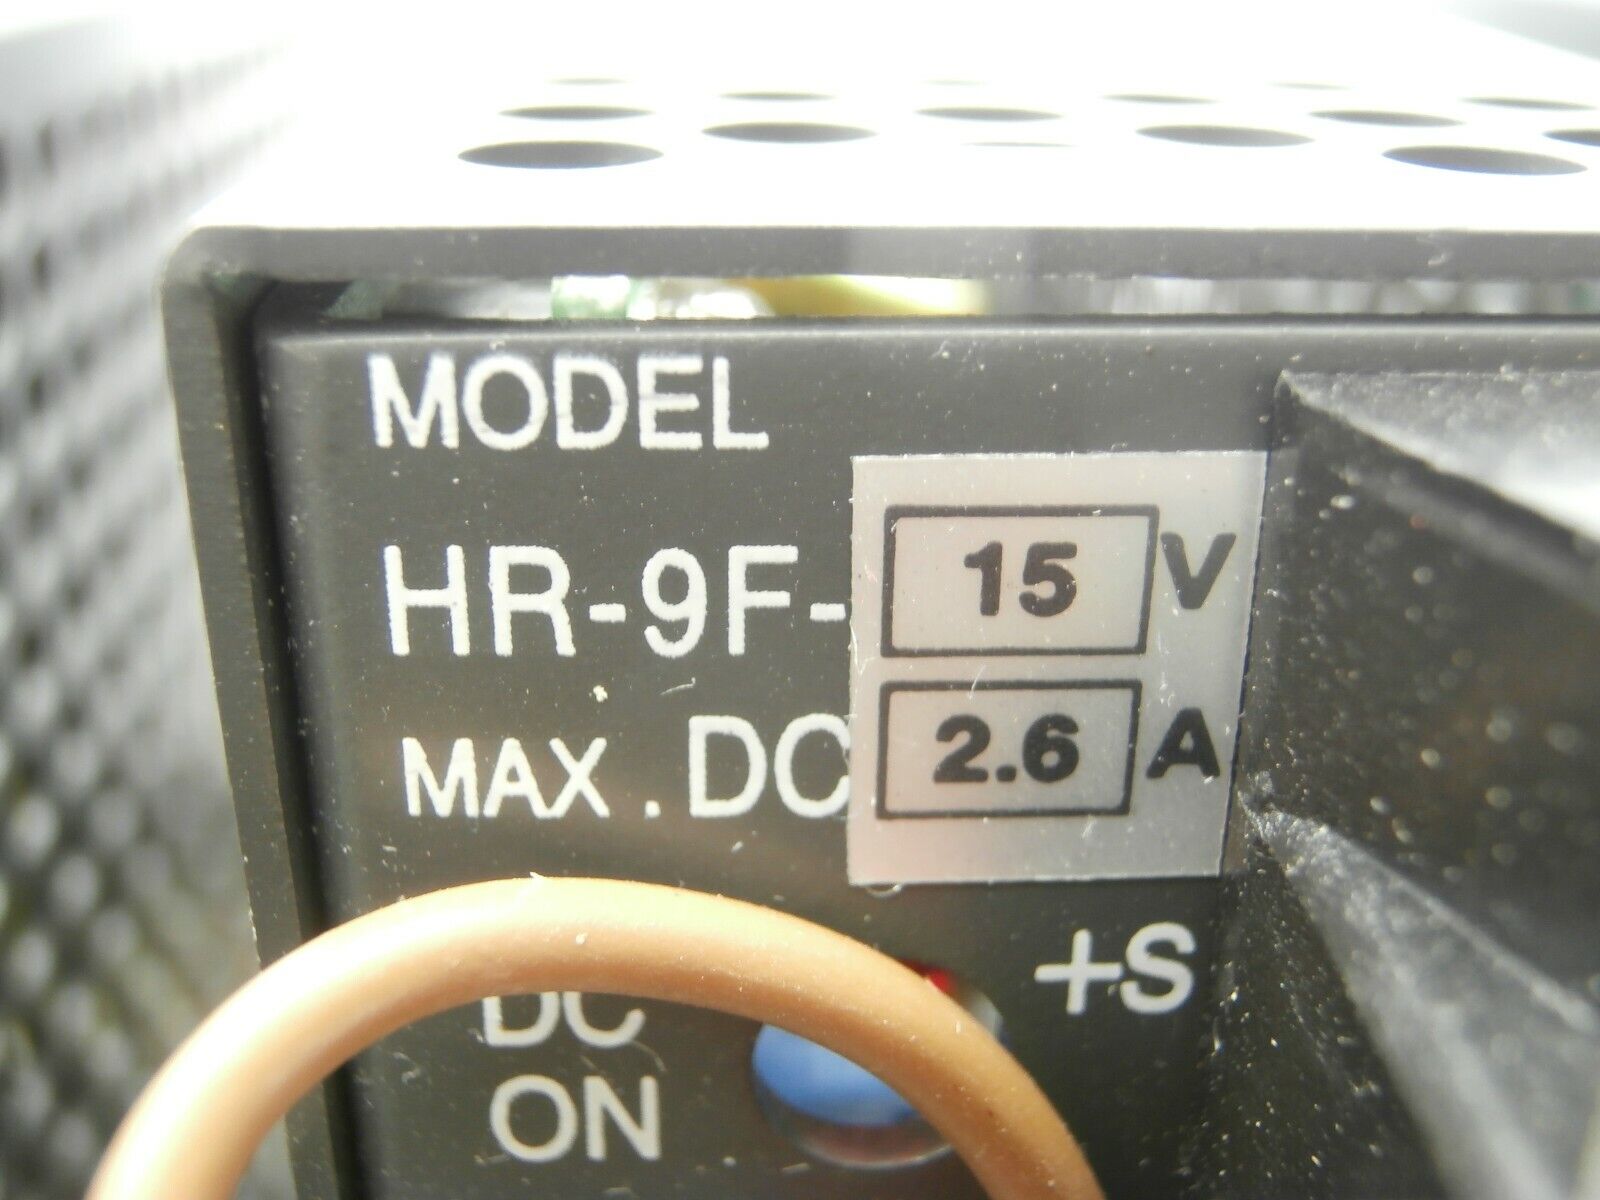 MODEL
HR-9F- 15 V
MAX. DC 2.6 A
+S
DC
ON